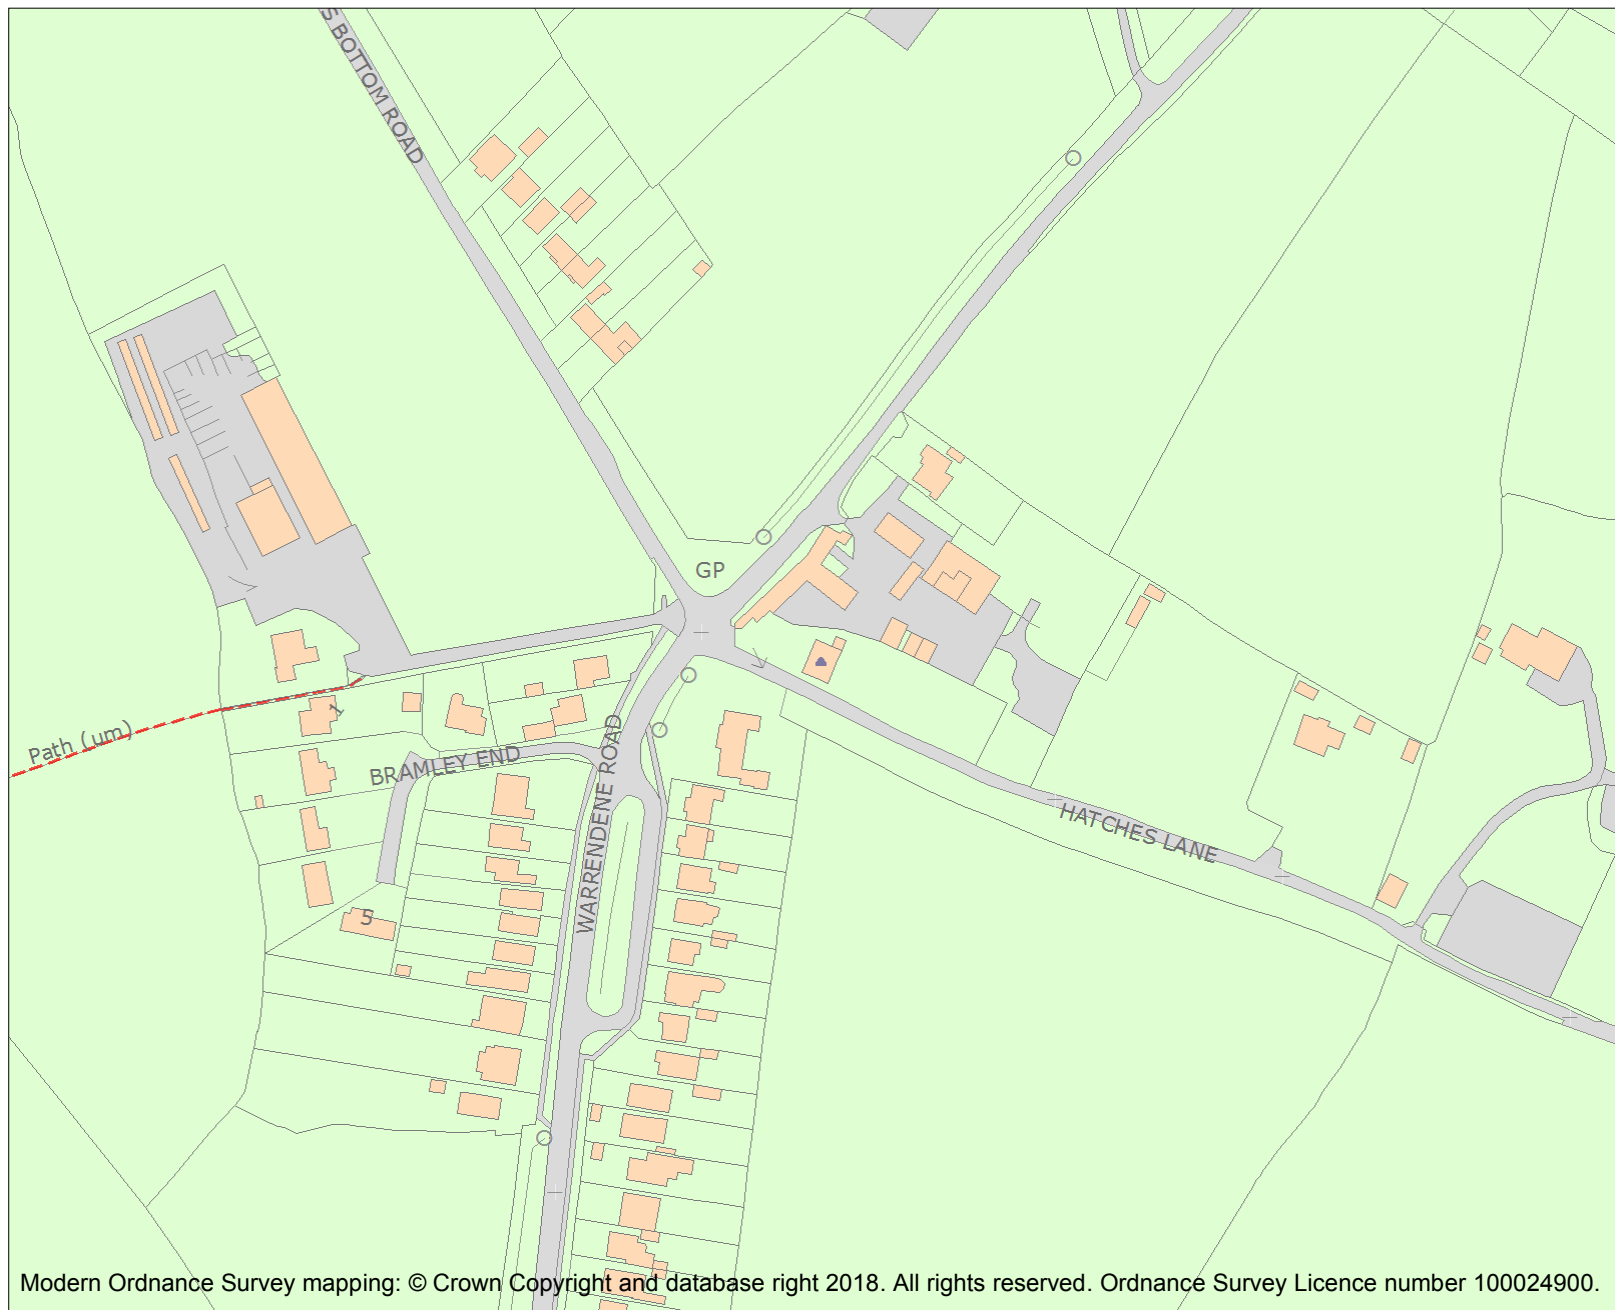 S BOTTOM ROAD
GP
Path (um)
1
BRAMLEY END
WARRENDENE ROAD
HATCHES LANE
5
Modern Ordnance Survey mapping: © Crown Copyright and database right 2018. All rights reserved. Ordnance Survey Licence number 100024900.